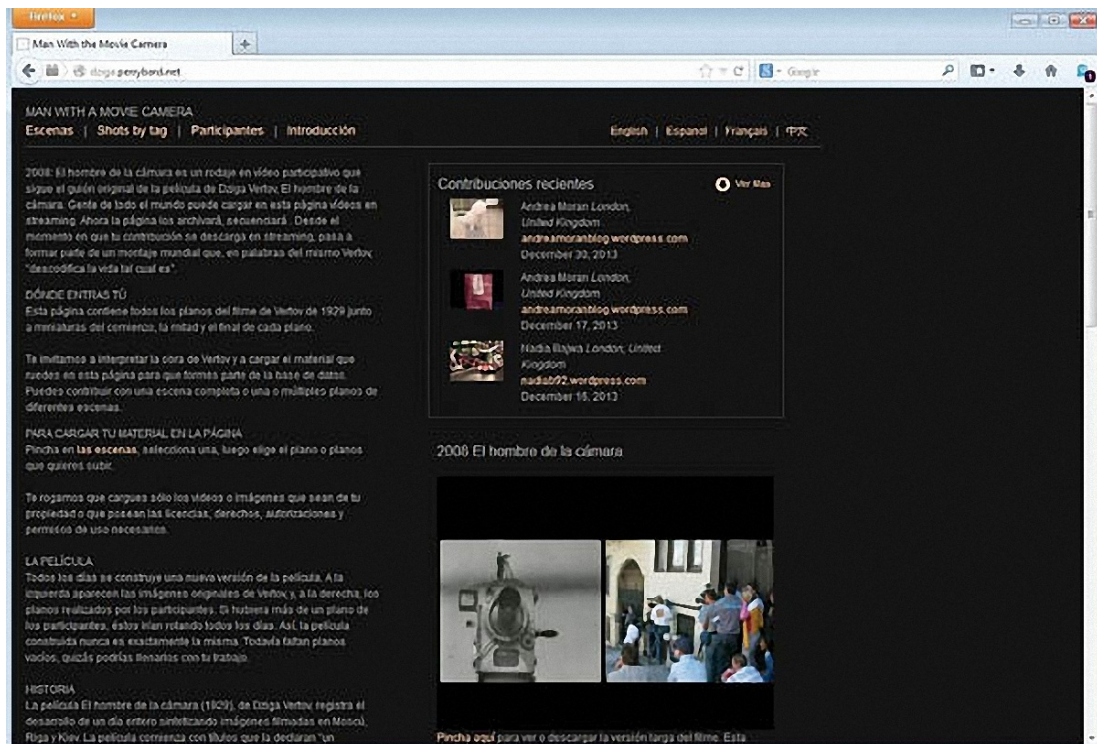 Firefox
Man With the Movie Camera
dziga.perrybard.net
Google
MAN WITH A MOVIE CAMERA
Escenas | Shots by tag | Participantes | Introducción
English | Espanol | Français | 中文
2008: El hombre de la cámara es un rodaje en vídeo participativo que
sigue el guión original de la película de Dziga Vertov, El hombre de la
cámara. Gente de todo el mundo puede cargar en esta página vídeos en
streaming. Ahora la página los archivará, secuenciará . Desde el
momento en que tu contribución se descarga en streaming, pasa a
formar parte de un montaje mundial que, en palabras del mismo Vertov,
"descodifica la vida tal cual es".
DÓNDE ENTRAS TÚ
Esta página contiene todos los planos del filme de Vertov de 1929 junto
a miniaturas del comienzo, la mitad y el final de cada plano.
Te invitamos a interpretar la obra de Vertov y a cargar el material que
ruedes en esta página para que formes parte de la base de datos.
Puedes contribuir con una escena completa o una o múltiples planos de
diferentes escenas.
PARA CARGAR TU MATERIAL EN LA PÁGINA
Pincha en las escenas, selecciona una, luego elige el plano o planos
que quieres subir.
Te rogamos que cargues sólo los vídeos o imágenes que sean de tu
propiedad o que posean las licencias, derechos, autorizaciones y
permisos de uso necesarios.
LA PELÍCULA
Todos los días se construye una nueva versión de la película. A la
izquierda aparecen las imágenes originales de Vertov, y, a la derecha, los
planos realizados por los participantes. Si hubiera más de un plano de
los participantes, éstos irían rotando todos los días. Así, la película
construida nunca es exactamente la misma. Todavía faltan planos
vacíos, quizás podrías llenarlos con tu trabajo.
HISTORIA
La película El hombre de la cámara (1929), de Dziga Vertov, registra el
desarrollo de un día entero sintetizando imágenes filmadas en Moscú,
Riga y Kiev. La película comienza con títulos que la declaran "un
Contribuciones recientes
Ver Mas
Andrea Moran London,
United Kingdom
andreamoranblog.wordpress.com
December 30, 2013
Andrea Moran London,
United Kingdom
andreamoranblog.wordpress.com
December 17, 2013
Nadia Bajwa London, United
Kingdom
nadiab92.wordpress.com
December 16, 2013
2008 El hombre de la cámara
Pincha aquí para ver o descargar la versión larga del filme. Esta